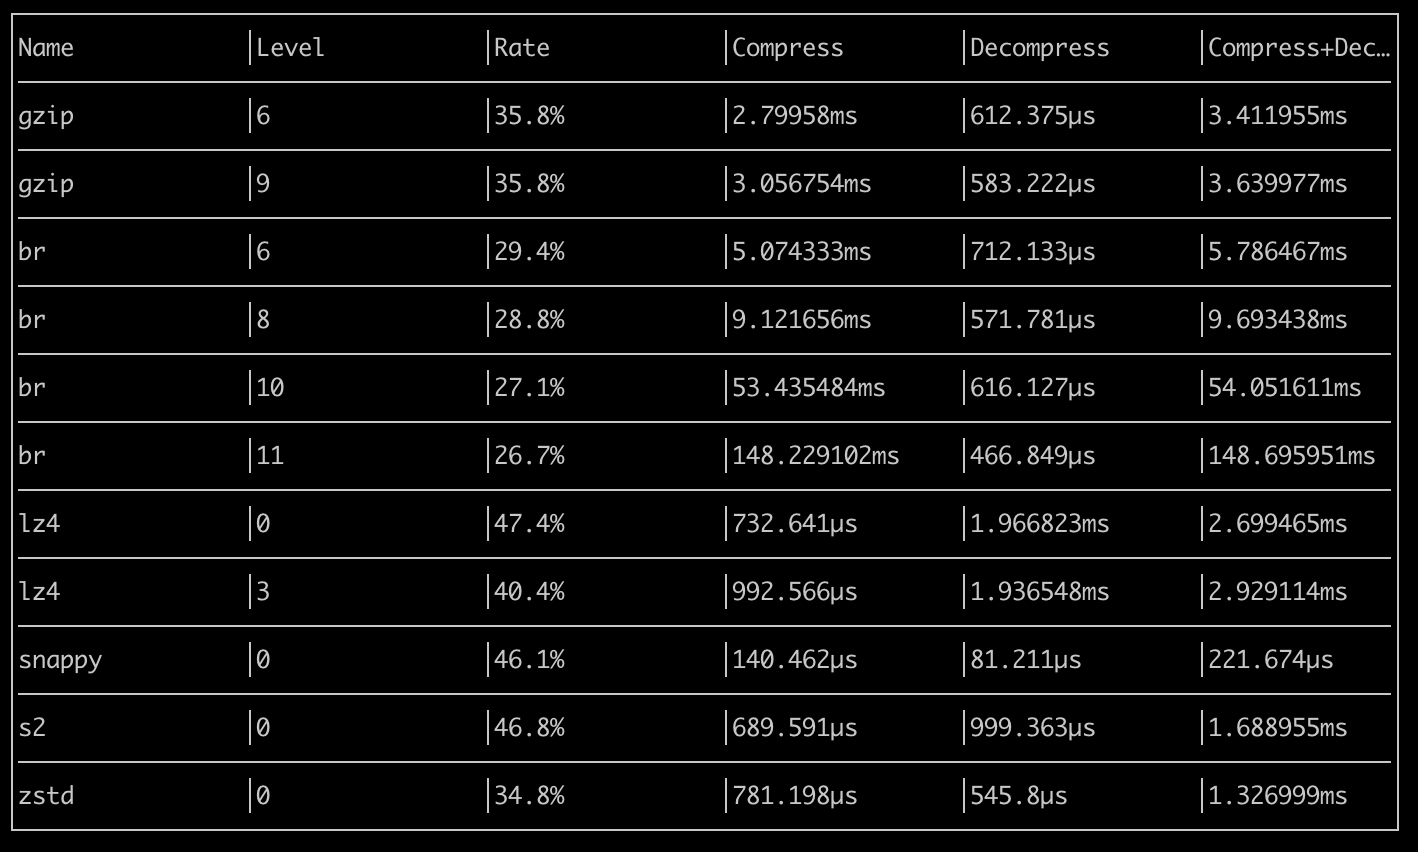 Name Level Rate Compress Decompress Compress+Dec…
gzip 6 35.8% 2.79958ms 612.375µs 3.411955ms
gzip 9 35.8% 3.056754ms 583.222µs 3.639977ms
br 6 29.4% 5.074333ms 712.133µs 5.786467ms
br 8 28.8% 9.121656ms 571.781µs 9.693438ms
br 10 27.1% 53.435484ms 616.127µs 54.051611ms
br 11 26.7% 148.229102ms 466.849µs 148.695951ms
lz4 0 47.4% 732.641µs 1.966823ms 2.699465ms
lz4 3 40.4% 992.566µs 1.936548ms 2.929114ms
snappy 0 46.1% 140.462µs 81.211µs 221.674µs
s2 0 46.8% 689.591µs 999.363µs 1.688955ms
zstd 0 34.8% 781.198µs 545.8µs 1.326999ms